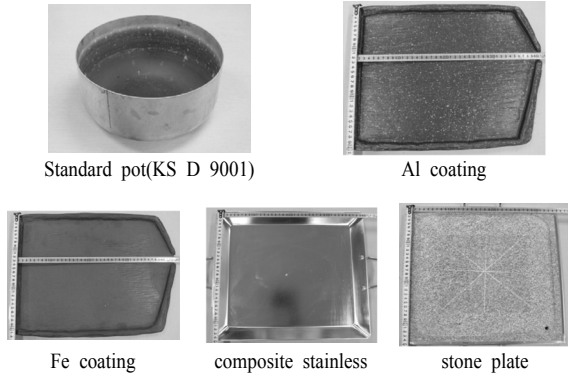 Standard pot(KS D 9001)
Al coating
Fe coating
composite stainless
stone plate